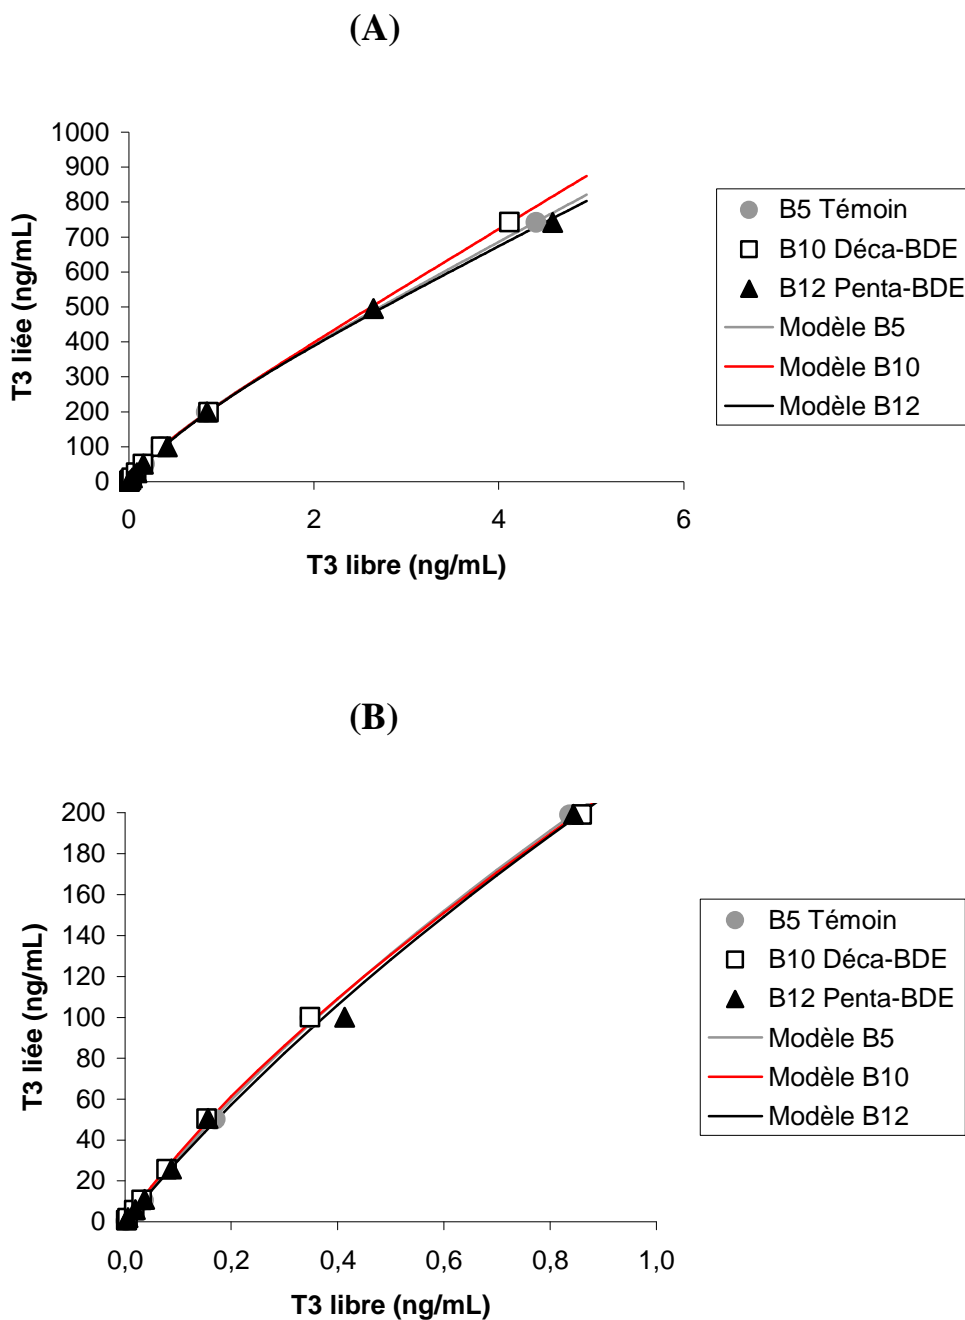 (A)
1000
900
800
700
600
500
400
300
200
100
0
T3 liée (ng/mL)
0 2 4 6
T3 libre (ng/mL)
B5 Témoin
B10 Déca-BDE
B12 Penta-BDE
Modèle B5
Modèle B10
Modèle B12
(B)
200
180
160
140
120
100
80
60
40
20
0
T3 liée (ng/mL)
0,0 0,2 0,4 0,6 0,8 1,0
T3 libre (ng/mL)
B5 Témoin
B10 Déca-BDE
B12 Penta-BDE
Modèle B5
Modèle B10
Modèle B12